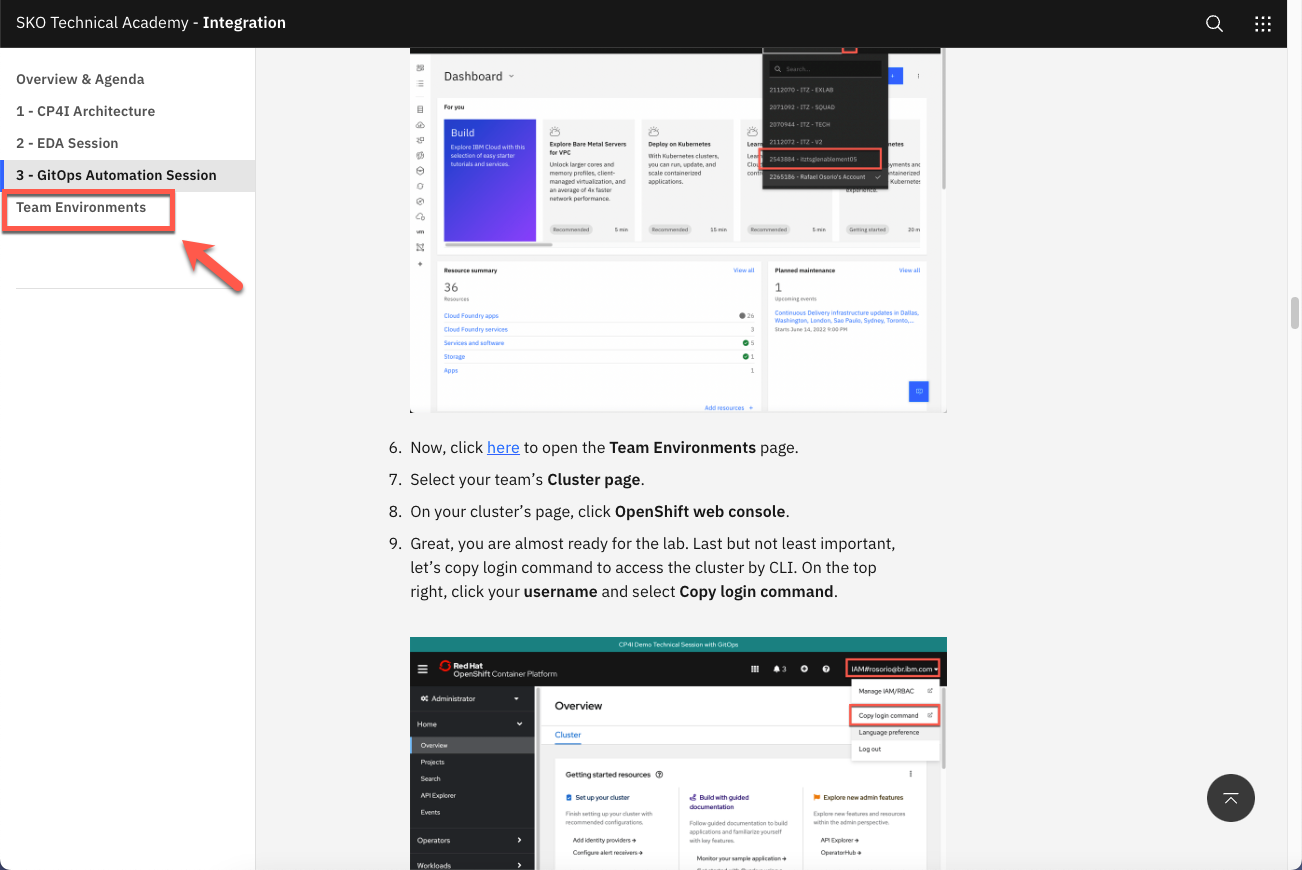 SKO Technical Academy - Integration
Overview & Agenda
1 - CP4I Architecture
2 - EDA Session
3 - GitOps Automation Session
Team Environments
Dashboard
Search...
2112070 - ITZ - EXLAB
2071092 - ITZ - SQUAD
2070944 - ITZ - TECH
2112072 - ITZ - V2
2543884 - itztsglenablement05
2265186 - Rafael Osorio's Account
For you
Build
Explore IBM Cloud with this
selection of easy starter
tutorials and services.
Explore Bare Metal Servers
for VPC
Unlock larger cores and
memory profiles, client-
managed virtualization, and
an average of 4x faster
network performance.
Recommended
5 min
Deploy on Kubernetes
With Kubernetes clusters,
you can run, update, and
scale containerized
applications.
Recommended
15 min
Recommended
5 min
Getting started
Resource summary
View all
36
Resources
Cloud Foundry apps
26
Cloud Foundry services
3
Services and software
5
Storage
1
Apps
1
Add resources +
Planned maintenance
View all
1
Upcoming events
Continuous Delivery infrastructure updates in Dallas,
Washington, London, Sao Paulo, Sydney, Toronto,...
Starts June 14, 2022 9:00 PM
6. Now, click here to open the Team Environments page.
7. Select your team’s Cluster page.
8. On your cluster’s page, click OpenShift web console.
9. Great, you are almost ready for the lab. Last but not least important,
let’s copy login command to access the cluster by CLI. On the top
right, click your username and select Copy login command.
CP4I Demo Technical Session with GitOps
Red Hat
OpenShift Container Platform
3
IAM#rosorio@br.ibm.com
Manage IAM/RBAC
Copy login command
Language preference
Log out
Administrator
Home
Overview
Projects
Search
API Explorer
Events
Operators
Workloads
Overview
Cluster
Getting started resources
Set up your cluster
Finish setting up your cluster with
recommended configurations.
Add identity providers
Configure alert receivers
Build with guided
documentation
Follow guided documentation to build
applications and familiarize yourself
with key features.
Monitor your sample application
Explore new admin features
Explore new features and resources
within the admin perspective.
API Explorer
OperatorHub